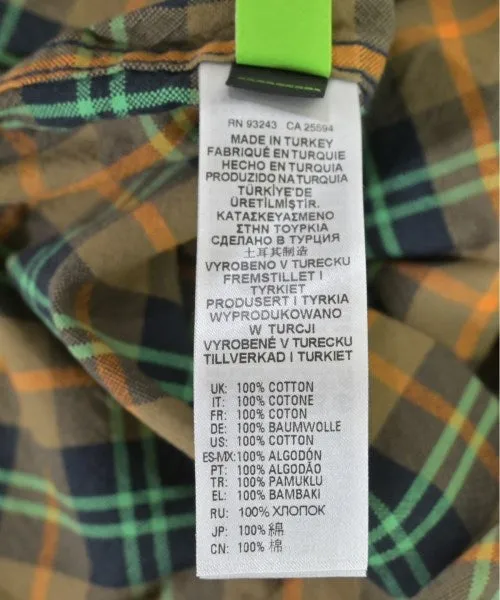 RN 93243 CA 25594
MADE IN TURKEY
FABRIQUÉ EN TURQUIE
HECHO EN TURQUIA
PRODUZIDO NA TURQUIA
TÜRKİYE'DE
ÜRETİLMİŞTİR.
ΚΑΤΑΣΚΕΥΑΣΜΕΝΟ
ΣΤΗΝ ΤΟΥΡΚΙΑ
СДЕЛАНО В ТУРЦИИ
土耳其制造
VYROBENO V TURECKU
FREMSTILLET I
TYRKIET
PRODUSERT I TYRKIA
WYPRODUKOWANO
W TURCJI
VYROBENÉ V TURECKU
TILLVERKAD I TURKIET
UK: 100% COTTON
IT: 100% COTONE
FR: 100% COTON
DE: 100% BAUMWOLLE
US: 100% COTTON
ES-MX:100% ALGODÓN
PT: 100% ALGODÃO
TR: 100% PAMUKLU
EL: 100% ΒΑΜΒΑΚΙ
RU: 100% ХЛОПОК
JP: 100% 綿
CN: 100% 棉